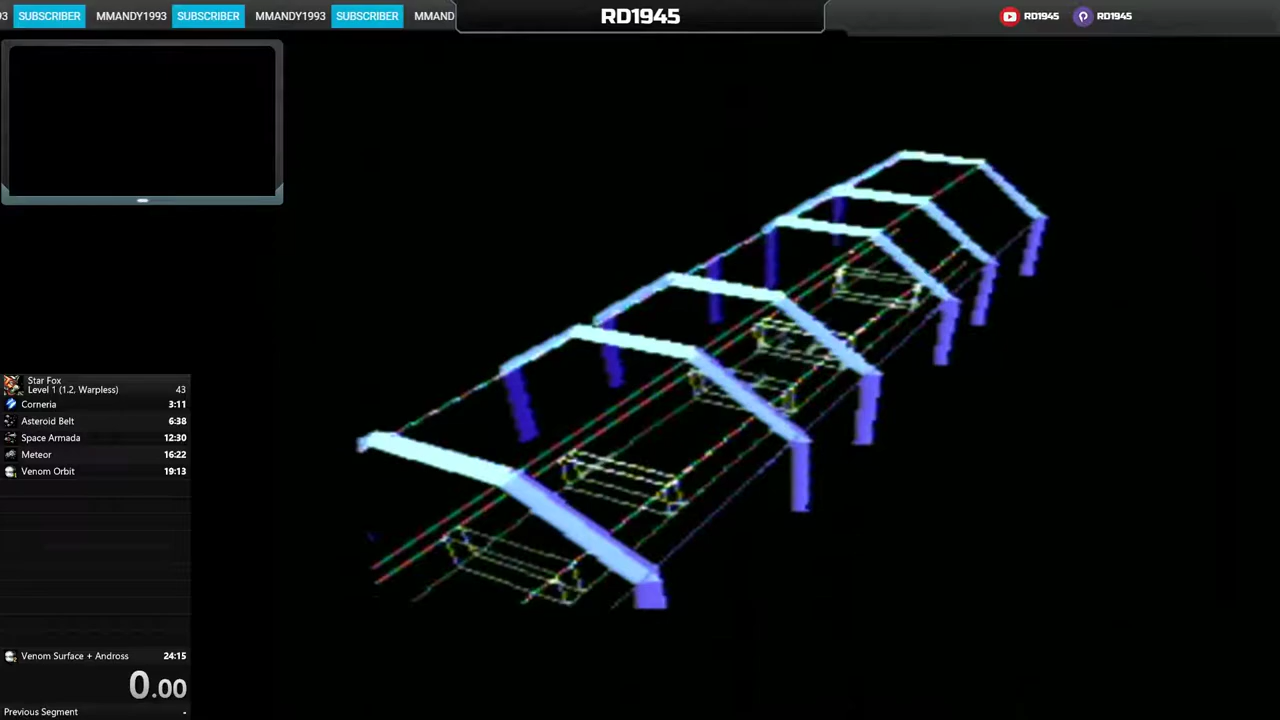 3 SUBSCRIBER MMANDY1993 SUBSCRIBER MMANDY1993 SUBSCRIBER MMAND
RD1945
RD1945 RD1945
Star Fox
Level 1 (1.2. Warpless) 43
Corneria 3:11
Asteroid Belt 6:38
Space Armada 12:30
Meteor 16:22
Venom Orbit 19:13
Venom Surface + Andross 24:15
0.00
Previous Segment -